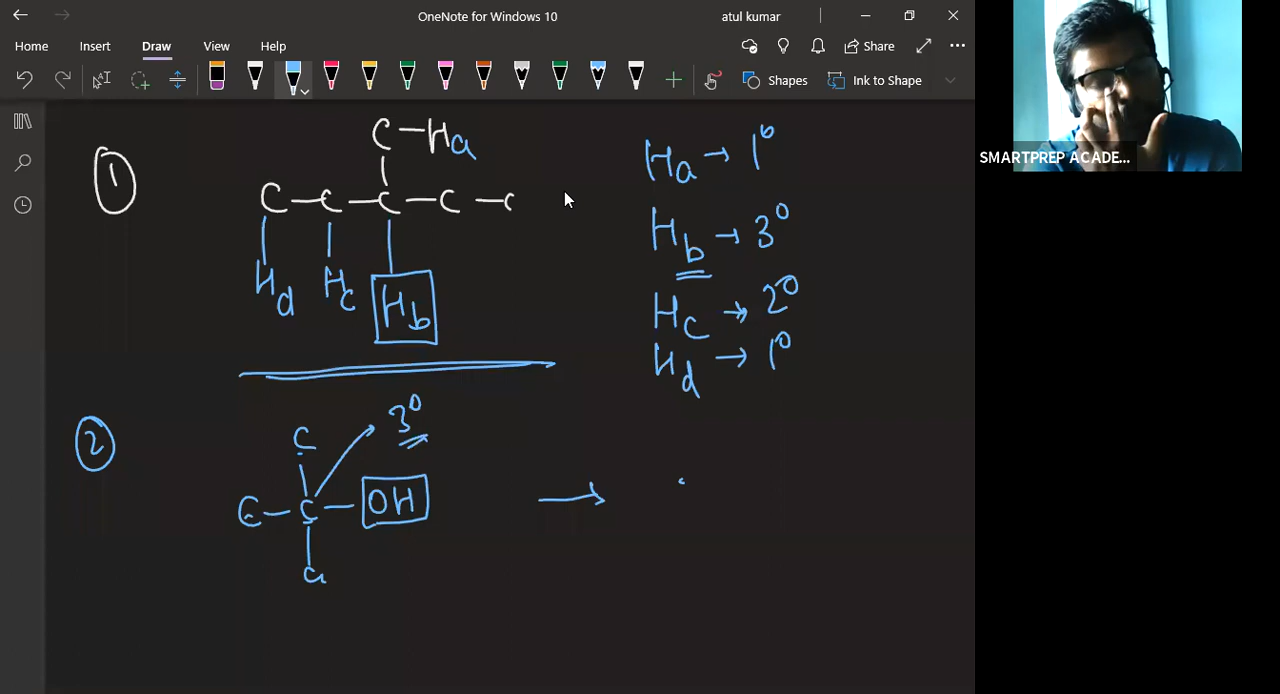 OneNote for Windows 10
atul kumar
Home Insert Draw View Help
Share
Shapes
Ink to Shape
SMARTPREP ACADE...
1
C-Ha
C-C-C-C-C
Hd Hc Hb
Ha → 1°
Hb → 3°
Hc → 2°
Hd → 1°
2
3°
C
C-C-OH
C
→